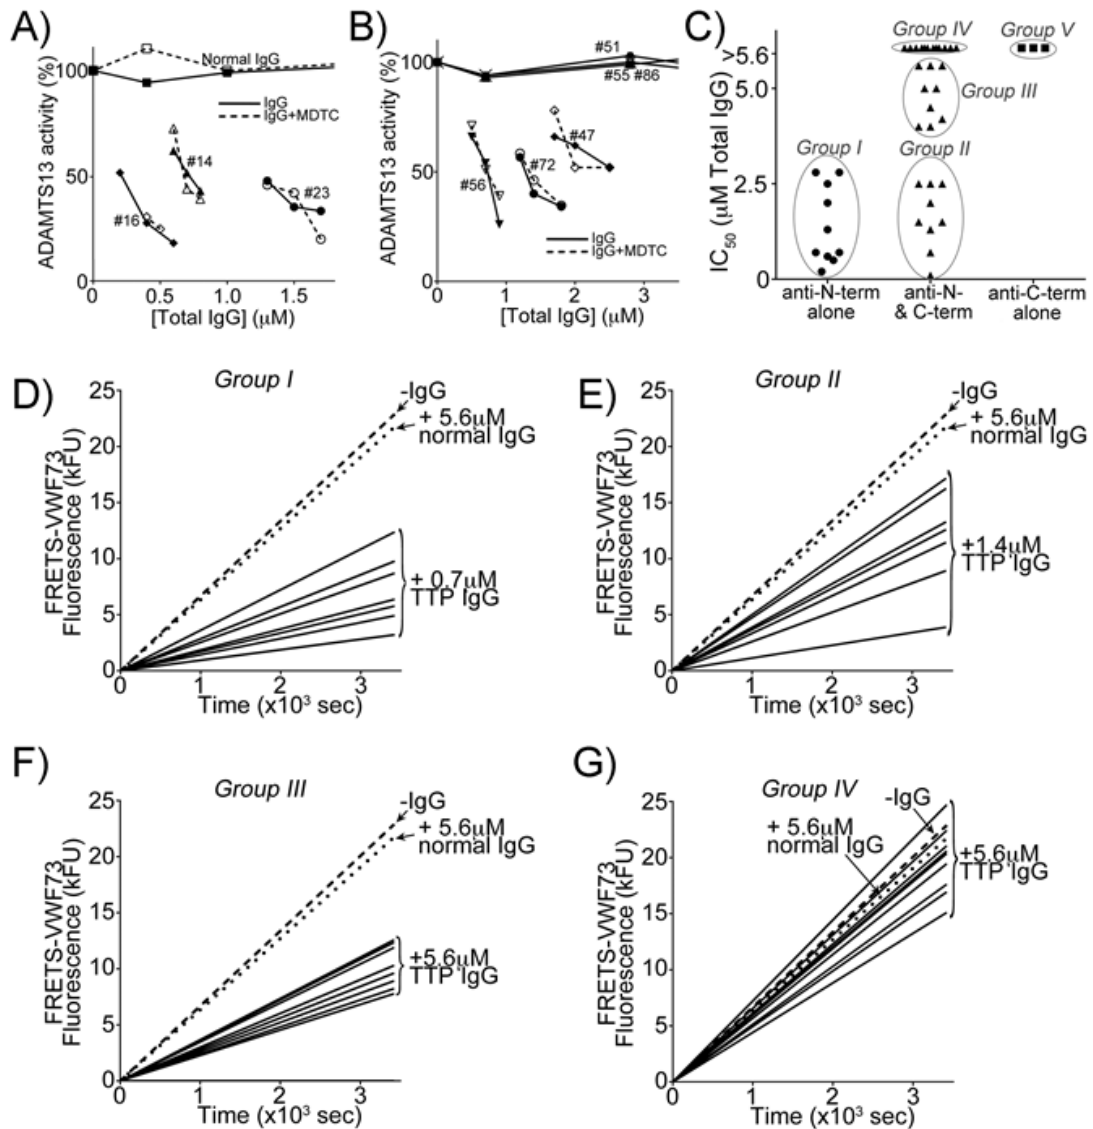 A)
ADAMTS13 activity (%)
100
50
0
Normal IgG
IgG
IgG+MDTC
#14
#16
#23
0 0.5 1.0 1.5
[Total IgG] (μM)
B)
ADAMTS13 activity (%)
100
50
0
#51
#55 #86
#47
#72
#56
IgG
IgG+MDTC
0 1 2 3
[Total IgG] (μM)
C)
IC50 (μM Total IgG)
>5.6
5.0
2.5
0
Group IV Group V
Group III
Group I Group II
anti-N-term alone
anti-N- & C-term
anti-C-term alone
D)
Group I
FRETS-VWF73
Fluorescence (kFU)
25
20
15
10
5
0
-IgG
+ 5.6μM
normal IgG
+ 0.7μM
TTP IgG
0 1 2 3
Time (x10³ sec)
E)
Group II
FRETS-VWF73
Fluorescence (kFU)
25
20
15
10
5
0
-IgG
+ 5.6μM
normal IgG
+1.4μM
TTP IgG
0 1 2 3
Time (x10³ sec)
F)
Group III
FRETS-VWF73
Fluorescence (kFU)
25
20
15
10
5
0
-IgG
+ 5.6μM
normal IgG
+5.6μM
TTP IgG
0 1 2 3
Time (x10³ sec)
G)
Group IV
FRETS-VWF73
Fluorescence (kFU)
25
20
15
10
5
0
-IgG
+ 5.6μM
normal IgG
+5.6μM
TTP IgG
0 1 2 3
Time (x10³ sec)